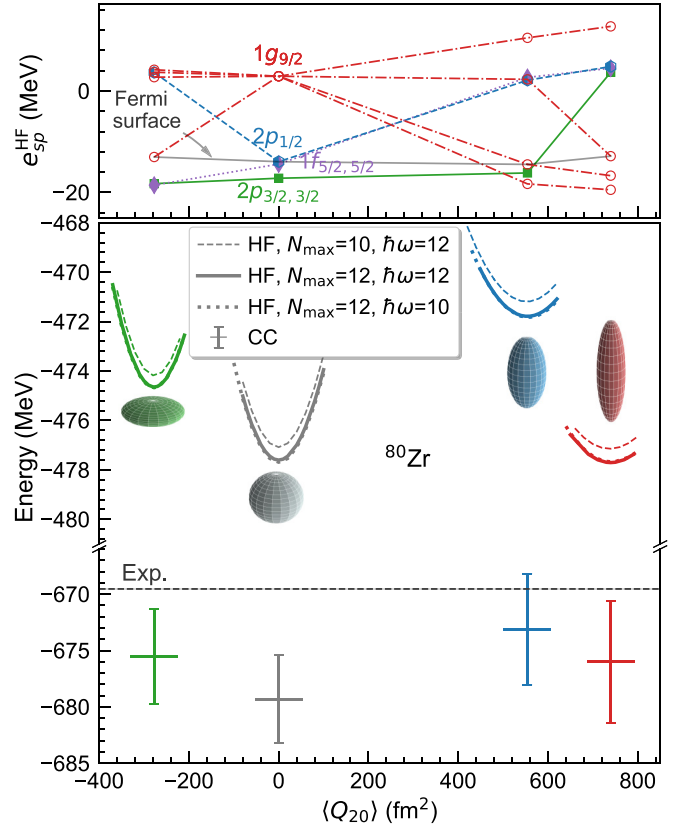 1g9/2
0
Fermi
surface
2p1/2
1f5/2, 5/2
2p3/2, 3/2
−20
e_sp^HF (MeV)
−468
HF, Nmax=10, ħω=12
HF, Nmax=12, ħω=12
HF, Nmax=12, ħω=10
CC
−470
−472
−474
−476
−478
−480
80Zr
Energy (MeV)
Exp.
−670
−675
−680
−685
−400 −200 0 200 400 600 800
⟨Q20⟩ (fm²)